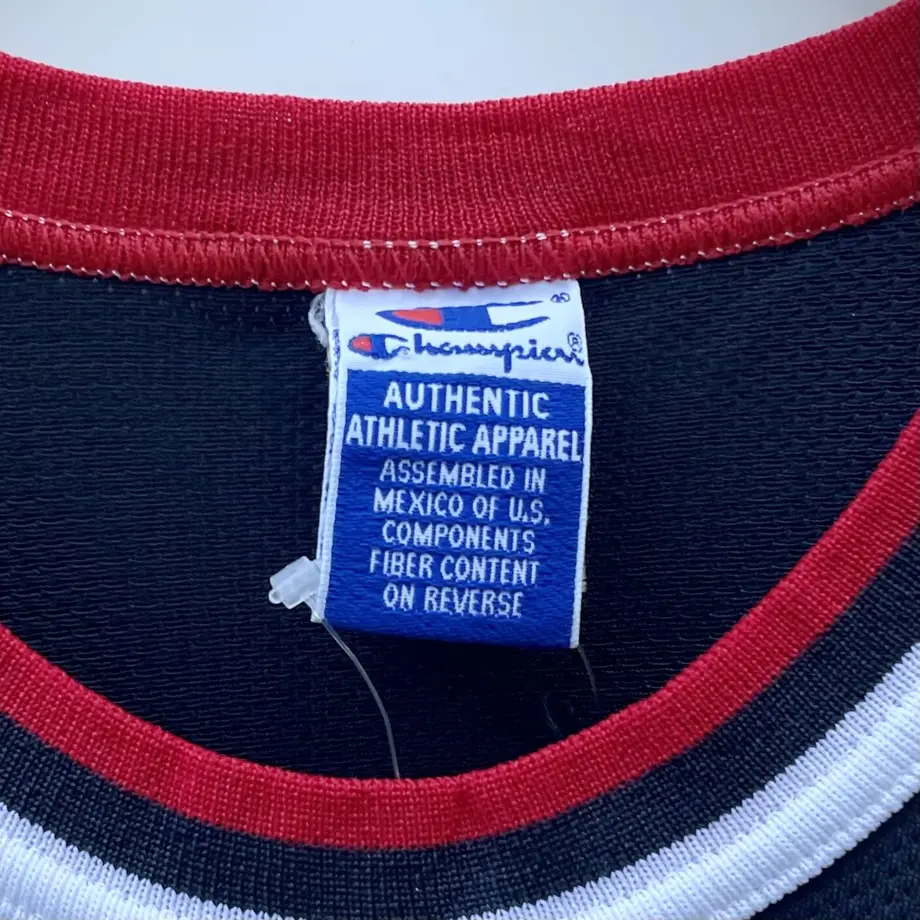 Champion®
AUTHENTIC
ATHLETIC APPAREL
ASSEMBLED IN
MEXICO OF U.S.
COMPONENTS
FIBER CONTENT
ON REVERSE